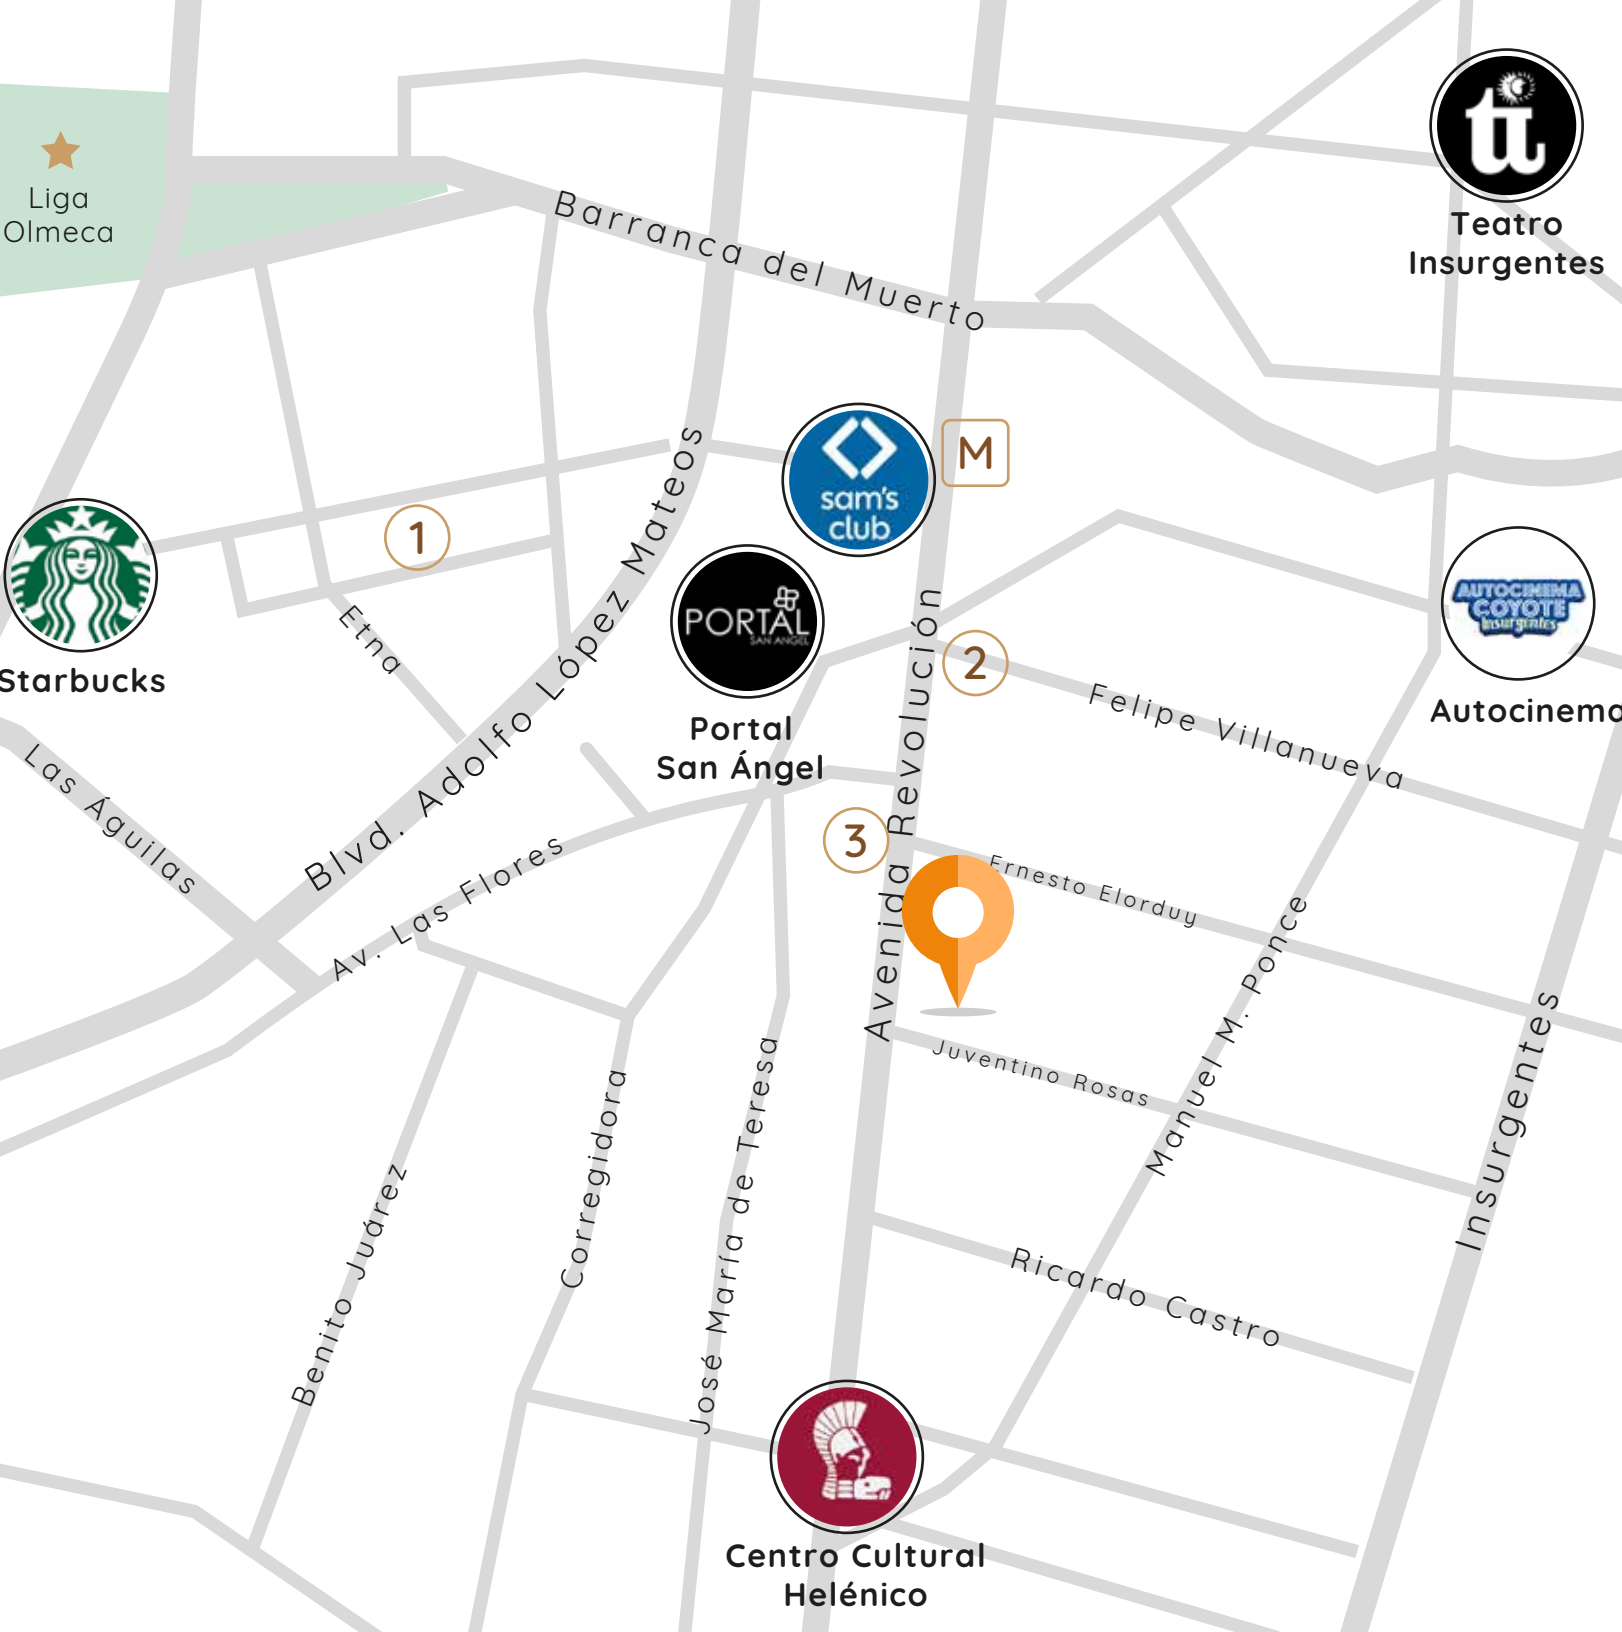 tt
Teatro
Insurgentes
Liga
Olmeca
Barranca del Muerto
M
sam's
club
1
Starbucks
PORTAL
SAN ANGEL
Portal
San Ángel
AUTOCINEMA
COYOTE
Insurgentes
Autocinema
Etna
2
Felipe Villanueva
Las Águilas
Blvd. Adolfo López Mateos
Av. Las Flores
3
Avenida Revolución
Ernesto Elorduy
Juventino Rosas
Manuel M. Ponce
Insurgentes
Benito Juárez
Corregidora
José María de Teresa
Ricardo Castro
Centro Cultural
Helénico